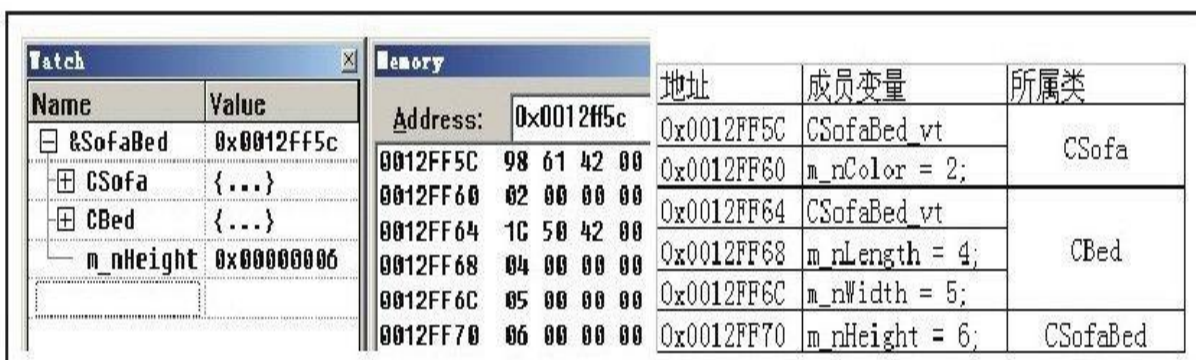 Watch
Name Value
&SofaBed 0x0012FF5c
CSofa {...}
CBed {...}
m_nHeight 0x00000006
Memory
Address: 0x0012ff5c
0012FF5C 98 61 42 00
0012FF60 02 00 00 00
0012FF64 1C 50 42 00
0012FF68 04 00 00 00
0012FF6C 05 00 00 00
0012FF70 06 00 00 00
地址 成员变量 所属类
0x0012FF5C CSofaBed_vt CSofa
0x0012FF60 m_nColor = 2;
0x0012FF64 CSofaBed_vt
0x0012FF68 m_nLength = 4; CBed
0x0012FF6C m_nWidth = 5;
0x0012FF70 m_nHeight = 6; CSofaBed